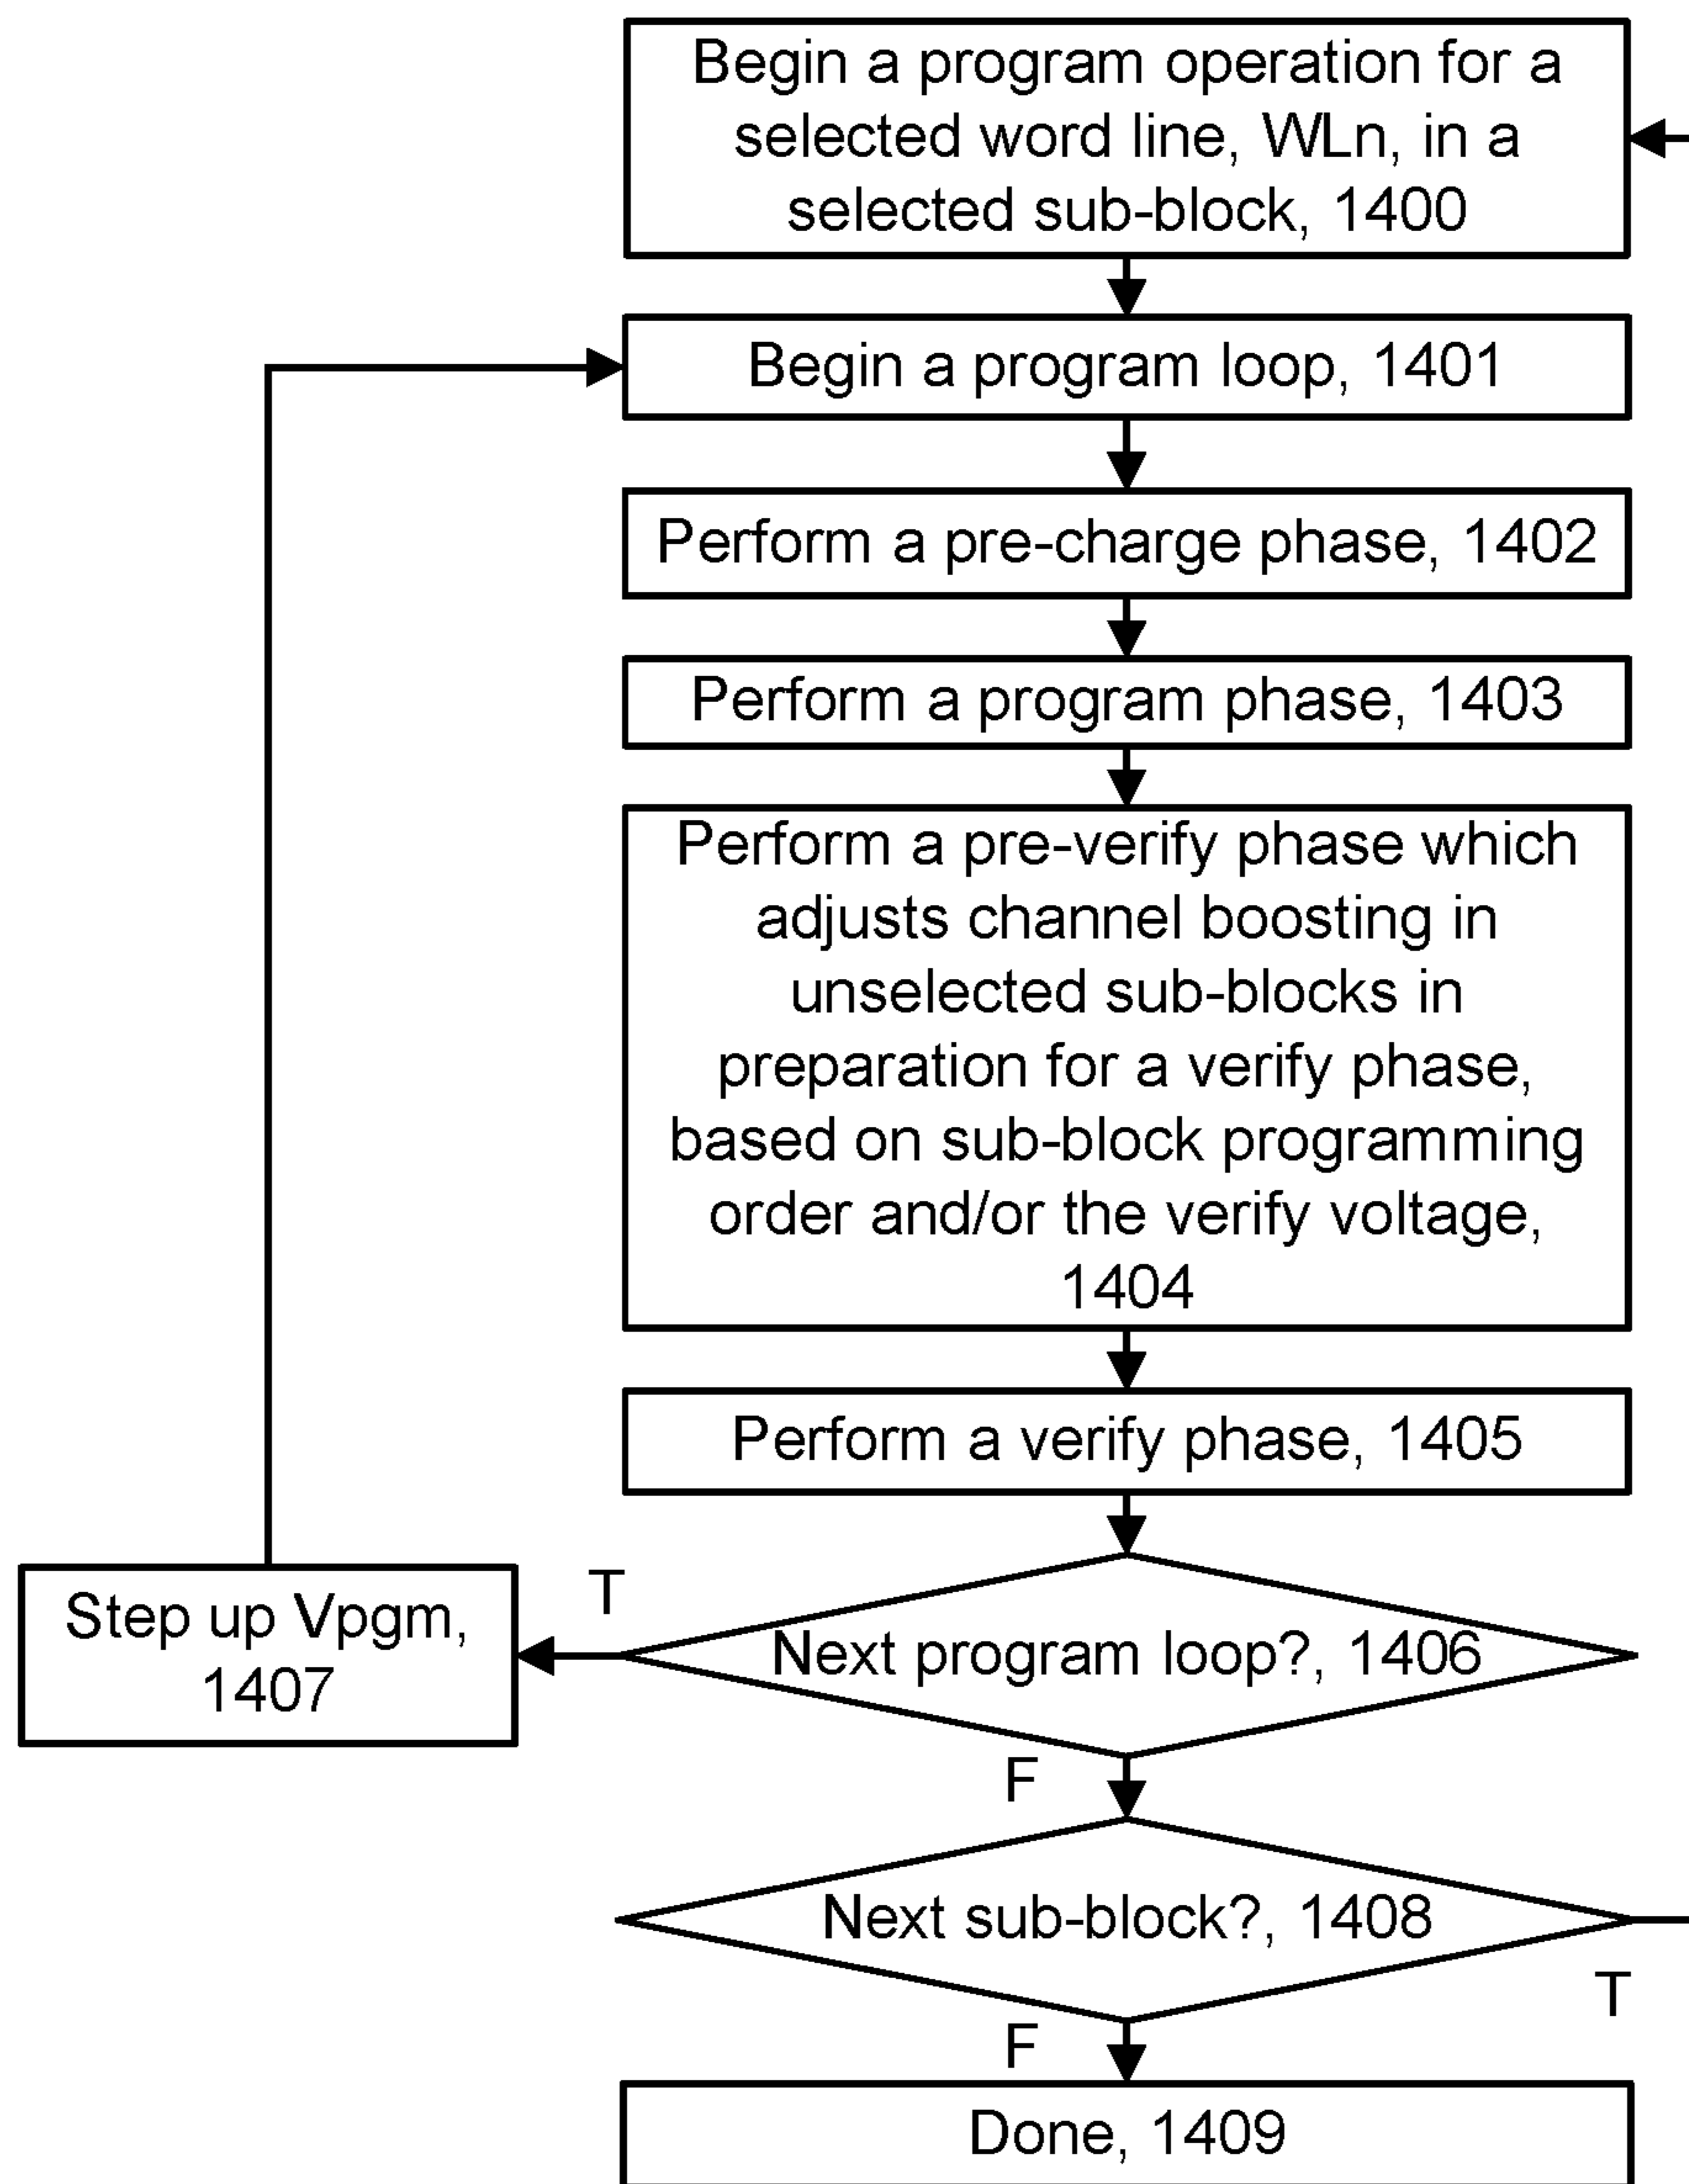 Begin a program operation for a
selected word line, WLn, in a
selected sub-block, 1400
Begin a program loop, 1401
Perform a pre-charge phase, 1402
Perform a program phase, 1403
Perform a pre-verify phase which
adjusts channel boosting in
unselected sub-blocks in
preparation for a verify phase,
based on sub-block programming
order and/or the verify voltage,
1404
Perform a verify phase, 1405
T
Step up Vpgm,
1407
Next program loop?, 1406
F
Next sub-block?, 1408
T
F
Done, 1409